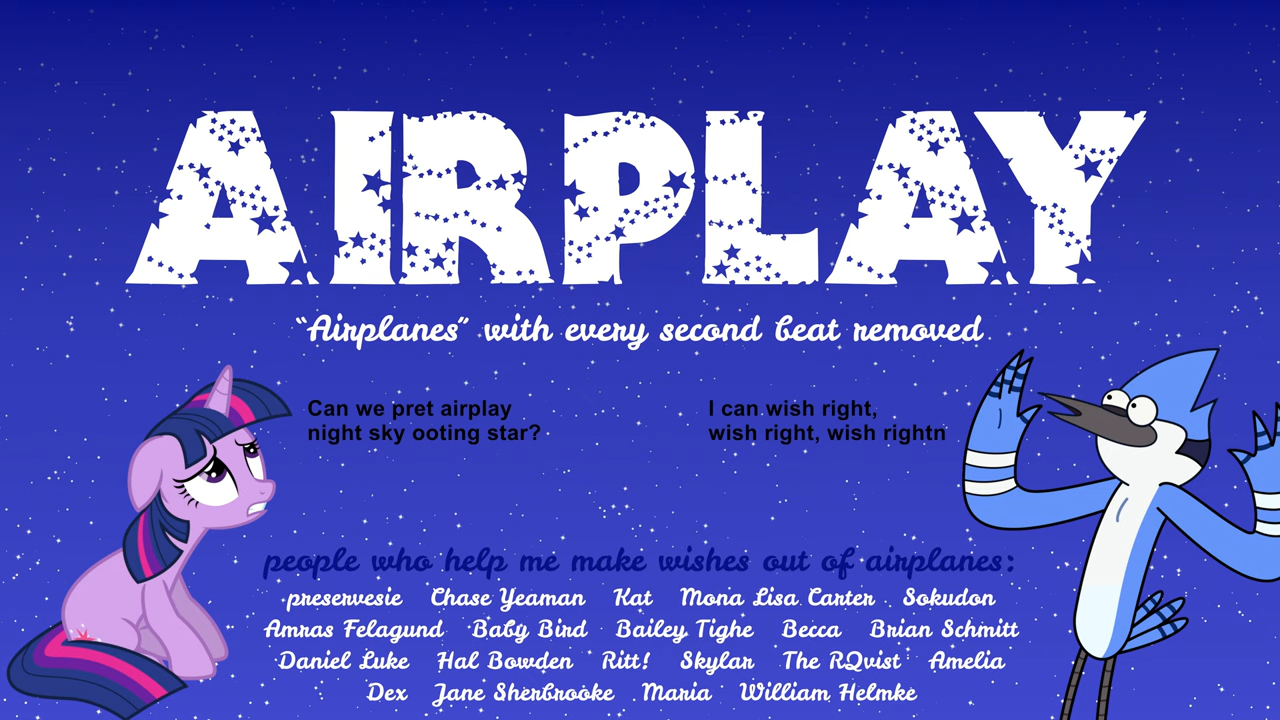 AIRPLAY
“Airplanes” with every second beat removed
Can we pret airplay
night sky ooting star?
I can wish right,
wish right, wish rightn
people who help me make wishes out of airplanes:
preservesie Chase Yeaman Kat Mona Lisa Carter Sokudon
Amras Felagund Baby Bird Bailey Tighe Becca Brian Schmitt
Daniel Luke Hal Bowden Ritt! Skylar The RQvist Amelia
Dex Jane Sherbrooke Maria William Helmke